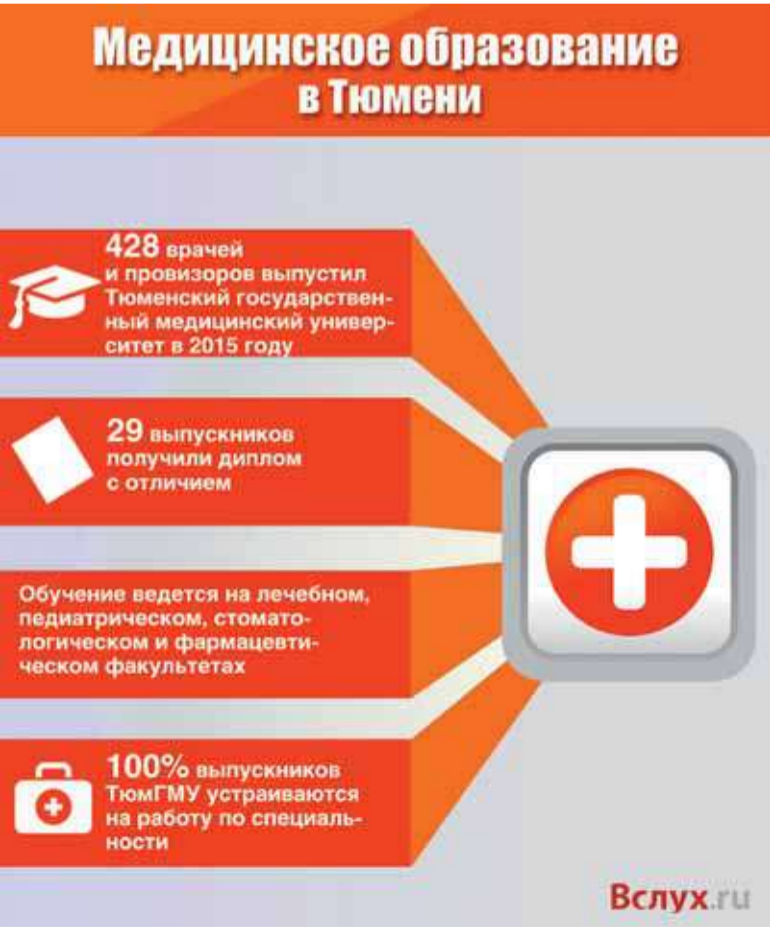 Медицинское образование
в Тюмени
428 врачей
и провизоров выпустил
Тюменский государствен-
ный медицинский универ-
ситет в 2015 году
29 выпускников
получили диплом
с отличием
Обучение ведется на лечебном,
педиатрическом, стомато-
логическом и фармацевти-
ческом факультетах
100% выпускников
ТюмГМУ устраиваются
на работу по специаль-
ности
Вслух.ru